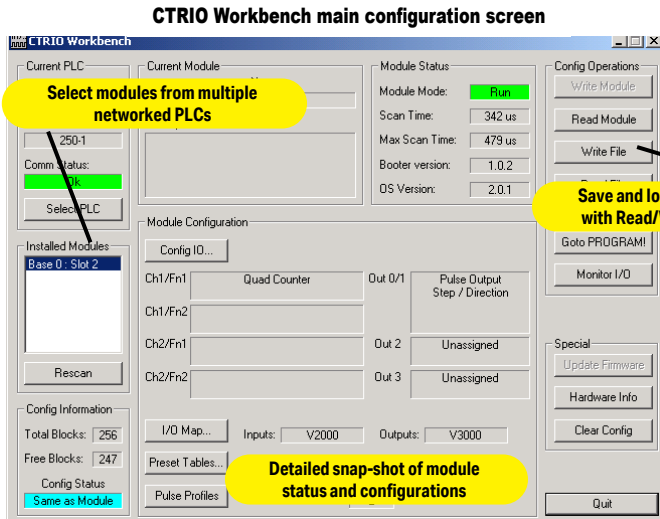 CTRIO Workbench main configuration screen
CTRIO Workbench
Current PLC
Current Module
Module Status
Config Operations
Select modules from multiple
networked PLCs
Module Mode:
Run
Write Module
Scan Time:
342 us
Read Module
250-1
Max Scan Time:
479 us
Write File
Comm Status:
Ok
Booter version:
1.0.2
OS Version:
2.0.1
Select PLC
Save and lo
with Read/
Module Configuration
Installed Modules
Config IO...
Goto PROGRAM!
Base 0 : Slot 2
Ch1/Fn1
Quad Counter
Out 0/1
Pulse Output
Step / Direction
Monitor I/O
Ch1/Fn2
Ch2/Fn1
Out 2
Unassigned
Special
Update Firmware
Rescan
Ch2/Fn2
Out 3
Unassigned
Hardware Info
Config Information
Total Blocks:
256
I/O Map...
Inputs:
V2000
Outputs:
V3000
Clear Config
Free Blocks:
247
Preset Tables...
Detailed snap-shot of module
status and configurations
Config Status
Same as Module
Pulse Profiles
Quit